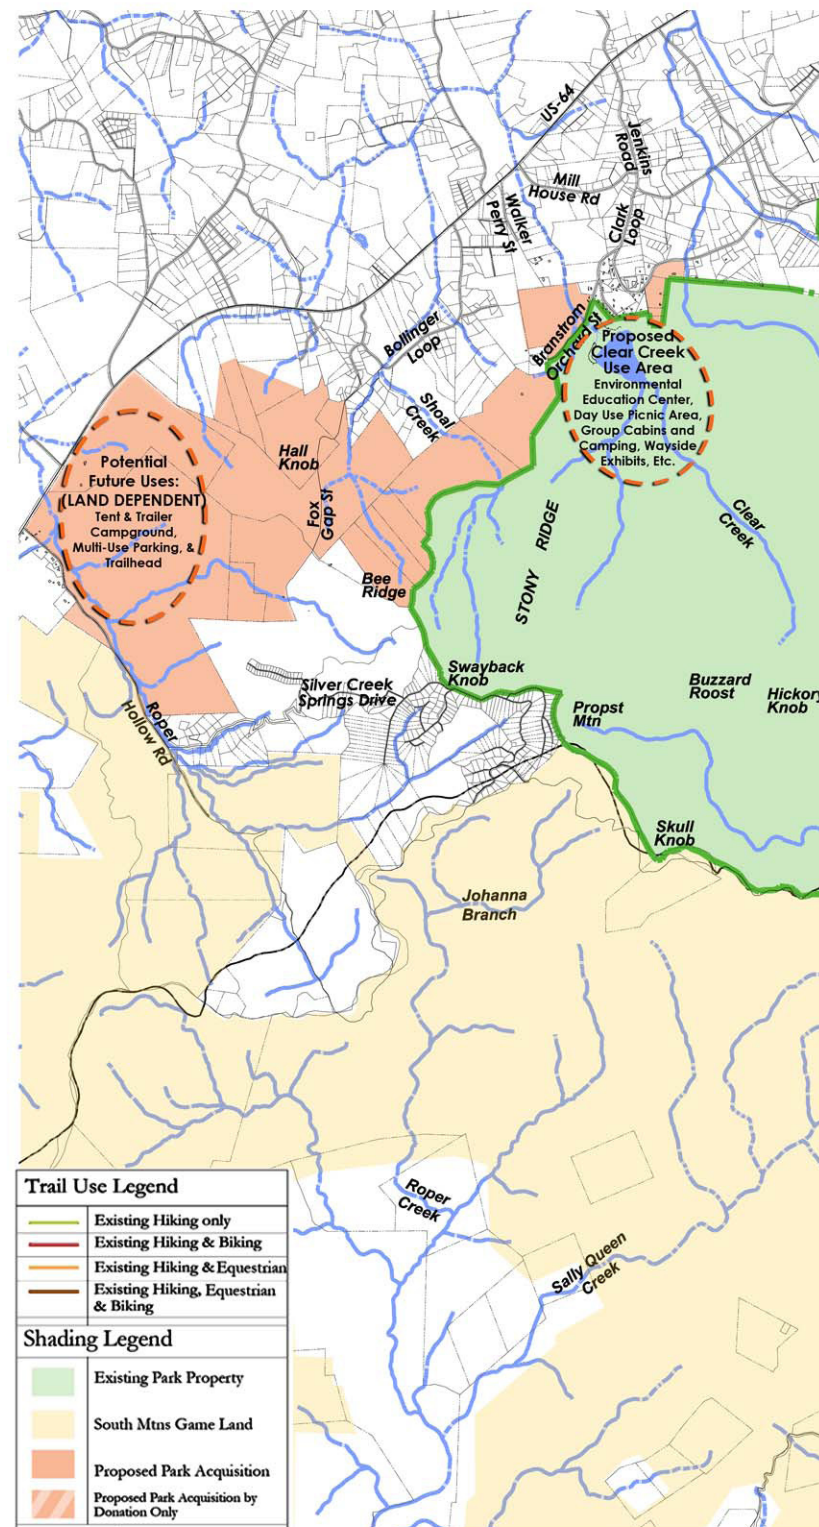 US-64
Jenkins
Road
Mill
House Rd
Walker
Perry St
Clark
Loop
Bollinger
Loop
Branstrom
Orchard St
Proposed
Clear Creek
Use Area
Environmental
Education Center,
Day Use Picnic Area,
Group Cabins and
Camping, Wayside
Exhibits, Etc.
Shoal
Creek
Hall
Knob
Potential
Future Uses:
(LAND DEPENDENT)
Tent & Trailer
Campground,
Multi-Use Parking, &
Trailhead
Fox
Gap St
Clear
Creek
STONY RIDGE
Bee
Ridge
Swayback
Knob
Silver Creek
Springs Drive
Buzzard
Roost
Hickory
Knob
Propst
Mtn
Roper
Hollow Rd
Skull
Knob
Johanna
Branch
Roper
Creek
Sally Queen
Creek
Trail Use Legend
Existing Hiking only
Existing Hiking & Biking
Existing Hiking & Equestrian
Existing Hiking, Equestrian
& Biking
Shading Legend
Existing Park Property
South Mtns Game Land
Proposed Park Acquisition
Proposed Park Acquisition by
Donation Only